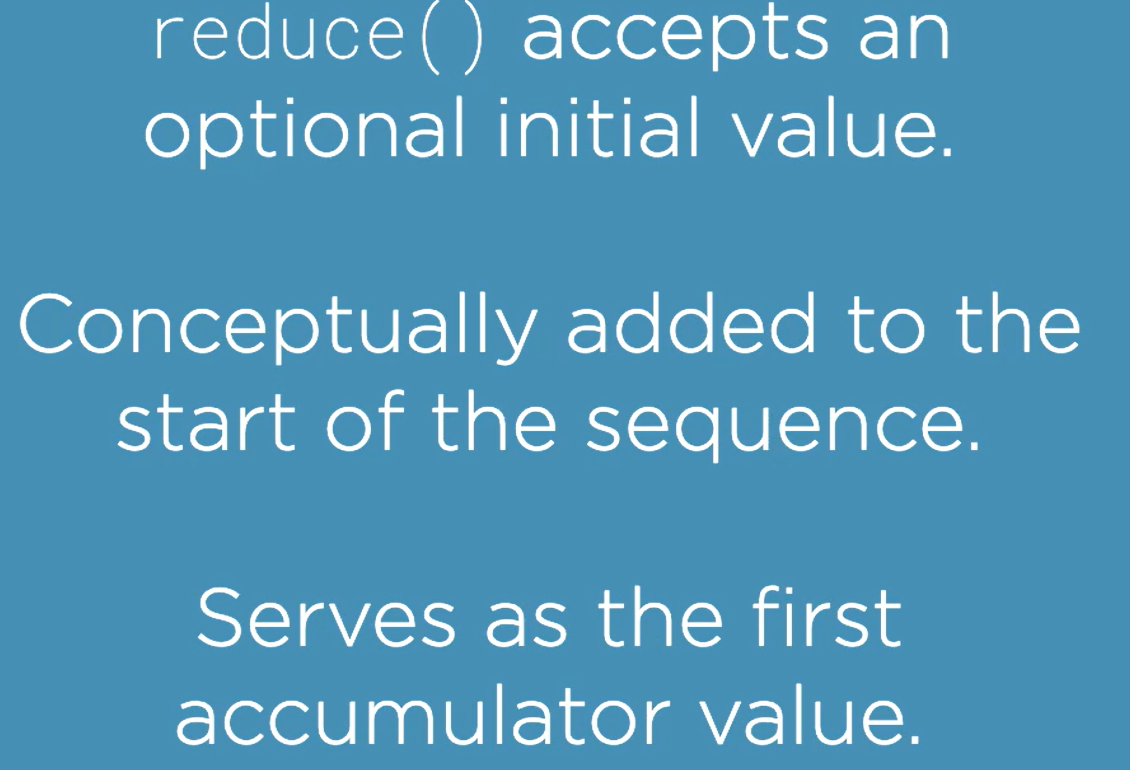 reduce() accepts an
optional initial value.
Conceptually added to the
start of the sequence.
Serves as the first
accumulator value.